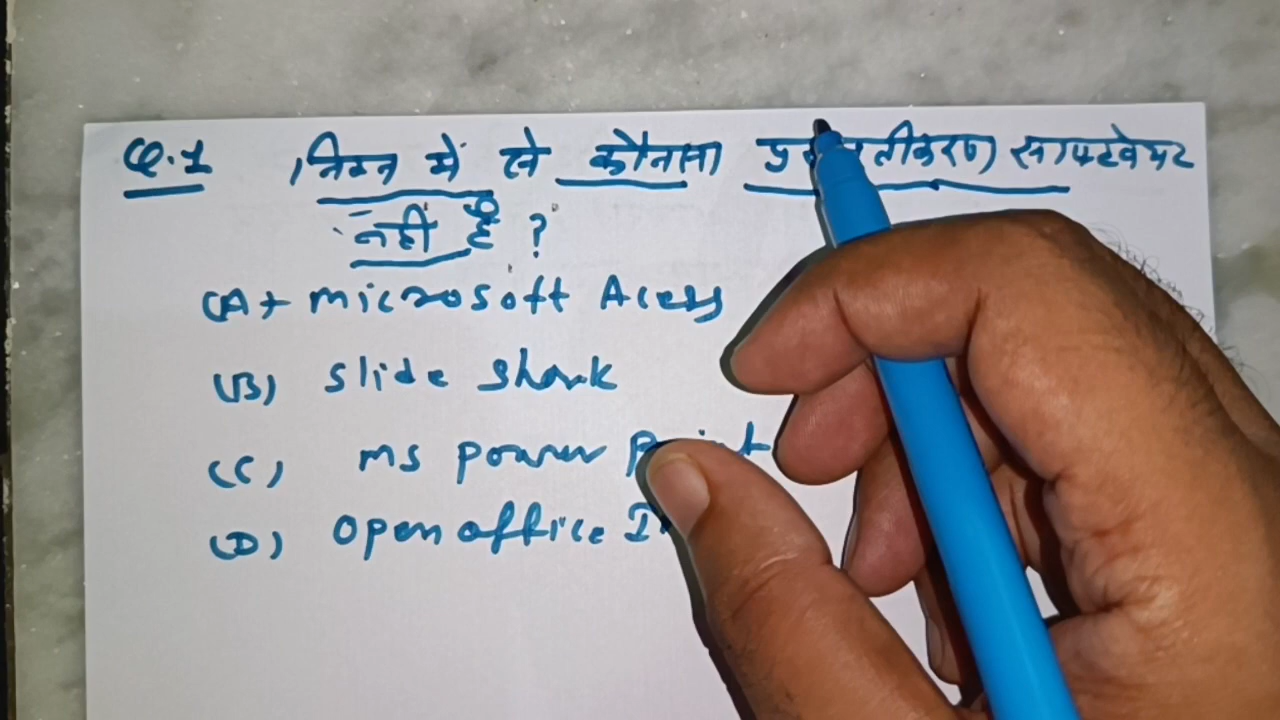 Q.1 निम्न में से कौनसा साफ्टवेयर
नही है ?
(A) Microsoft Acess
(B) Slide Shark
(C) MS Power
(D) Open office